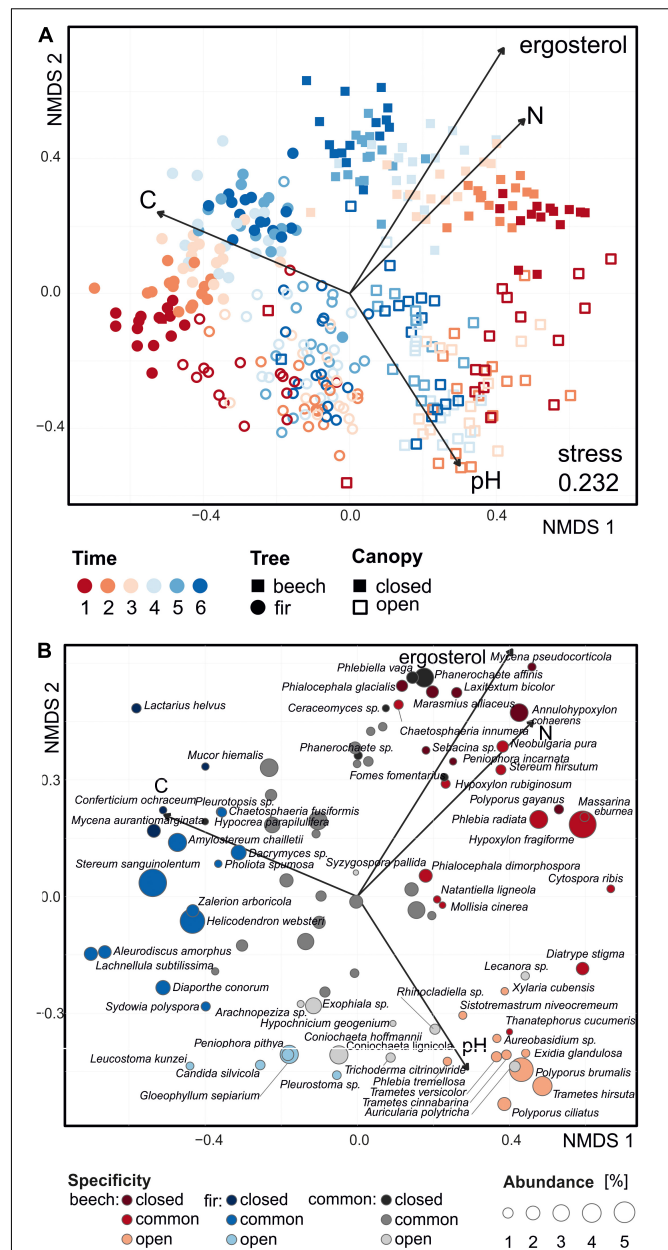 A
ergosterol
NMDS 2
N
C
0.4
0.0
−0.4
stress
0.232
pH
−0.4
0.0
0.4
NMDS 1
Time
Tree
Canopy
beech
closed
fir
open
1 2 3 4 5 6
B
Mycena pseudocorticola
Phlebiella vaga
ergosterol
Phanerochaete affinis
NMDS 2
Phialocephala glacialis
Laxitextum bicolor
Lactarius helvus
Marasmius alliaceus
Annulohypoxylon
cohaerens
Ceraceomyces sp.
Chaetosphaeria innumera
N
Phanerochaete sp.
Sebacina sp.
Neobulgaria pura
Mucor hiemalis
Peniophora incarnata
Stereum hirsutum
Fomes fomentarius
Hypoxylon rubiginosum
0.3
C
Conferticium ochraceum
Pleurotopsis sp.
Polyporus gayanus
Massarina
eburnea
Chaetosphaeria fusiformis
Mycena aurantiomarginata
Hypocrea parapilulifera
Phlebia radiata
Amylostereum chailletii
Hypoxylon fragiforme
Dacrymyces sp.
Stereum sanguinolentum
Pholiota spumosa
Syzygospora pallida
Phialocephala dimorphospora
Cytospora ribis
Zalerion arboricola
Natantiella ligneola
0.0
Helicodendron websteri
Mollisia cinerea
Aleurodiscus amorphus
Diatrype stigma
Lachnellula subtilissima
Lecanora sp.
Rhinocladiella sp.
Xylaria cubensis
Diaporthe conorum
Exophiala sp.
Sistotremastrum niveocremeum
Sydowia polyspora
Arachnopeziza sp.
Hypochnicium geogenium
Thanatephorus cucumeris
-0.3
Coniochaeta hoffmannii
Aureobasidium sp.
Peniophora pithya
Coniochaeta lignicola
pH
Exidia glandulosa
Leucostoma kunzei
Trichoderma citrinoviride
Polyporus brumalis
Candida silvicola
Phlebia tremellosa
Pleurostoma sp.
Trametes versicolor
Trametes hirsuta
Gloeophyllum sepiarium
Trametes cinnabarina
Auricularia polytricha
Polyporus ciliatus
−0.4
0.0
0.4
NMDS 1
Specificity
Abundance [%]
beech: closed fir: closed common: closed
common common common
open open open
1 2 3 4 5